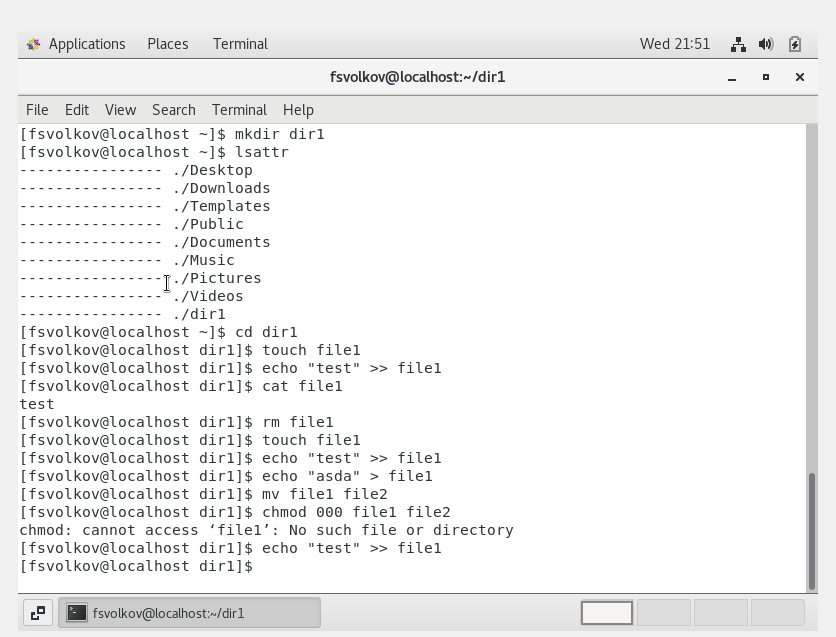 Applications Places Terminal Wed 21:51
fsvolkov@localhost:~/dir1
File Edit View Search Terminal Help
[fsvolkov@localhost ~]$ mkdir dir1
[fsvolkov@localhost ~]$ lsattr
---------------- ./Desktop
---------------- ./Downloads
---------------- ./Templates
---------------- ./Public
---------------- ./Documents
---------------- ./Music
---------------- ./Pictures
---------------- ./Videos
---------------- ./dir1
[fsvolkov@localhost ~]$ cd dir1
[fsvolkov@localhost dir1]$ touch file1
[fsvolkov@localhost dir1]$ echo "test" >> file1
[fsvolkov@localhost dir1]$ cat file1
test
[fsvolkov@localhost dir1]$ rm file1
[fsvolkov@localhost dir1]$ touch file1
[fsvolkov@localhost dir1]$ echo "test" >> file1
[fsvolkov@localhost dir1]$ echo "asda" > file1
[fsvolkov@localhost dir1]$ mv file1 file2
[fsvolkov@localhost dir1]$ chmod 000 file1 file2
chmod: cannot access ‘file1’: No such file or directory
[fsvolkov@localhost dir1]$ echo "test" >> file1
[fsvolkov@localhost dir1]$
fsvolkov@localhost:~/dir1